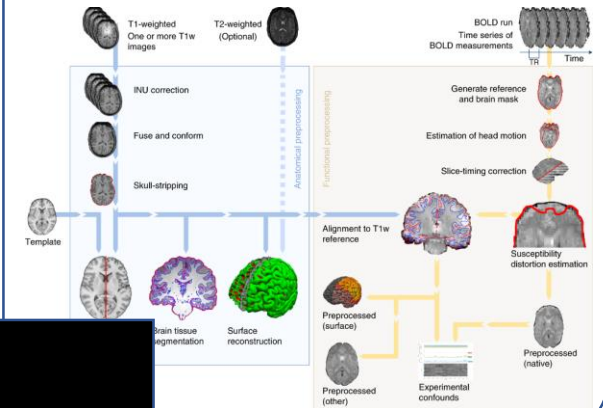 T1-weighted
One or more T1w
images
T2-weighted
(Optional)
BOLD run
Time series of
BOLD measurements
TR
Time
INU correction
Fuse and conform
Skull-stripping
Template
Brain tissue
segmentation
Surface
reconstruction
Anatomical preprocessing
Functional preprocessing
Generate reference
and brain mask
Estimation of head motion
Slice-timing correction
Alignment to T1w
reference
Susceptibility
distortion estimation
Preprocessed
(surface)
Preprocessed
(other)
Experimental
confounds
Preprocessed
(native)